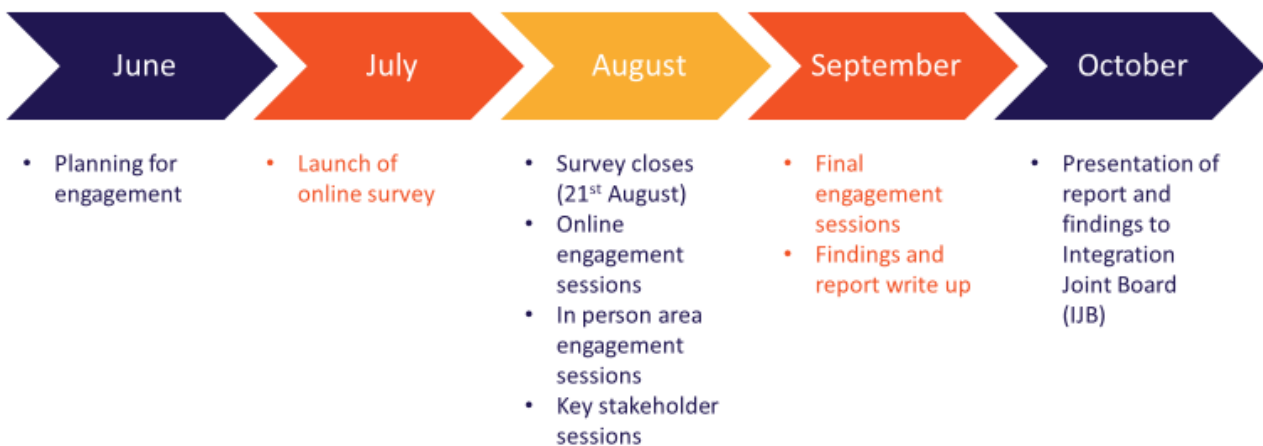 June
July
August
September
October
• Planning for
engagement
• Launch of
online survey
• Survey closes
(21st August)
• Online
engagement
sessions
• In person area
engagement
sessions
• Key stakeholder
sessions
• Final
engagement
sessions
• Findings and
report write up
• Presentation of
report and
findings to
Integration
Joint Board
(IJB)